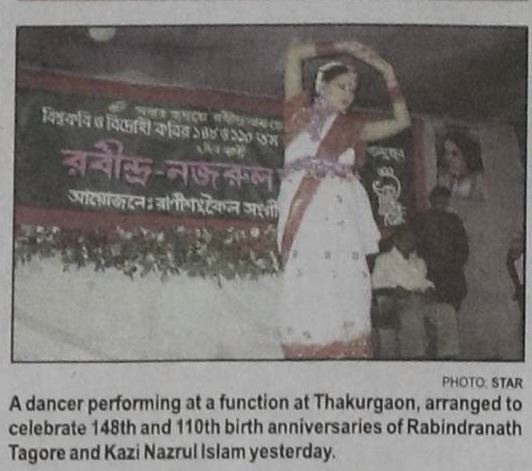 বিশ্বকবি ও বিদ্রোহী কবির ১৪৮ ও ১১০ তম
রবীন্দ্র-নজরুল
আয়োজনে: রাণীশংকৈল সংগী
PHOTO: STAR
A dancer performing at a function at Thakurgaon, arranged to
celebrate 148th and 110th birth anniversaries of Rabindranath
Tagore and Kazi Nazrul Islam yesterday.